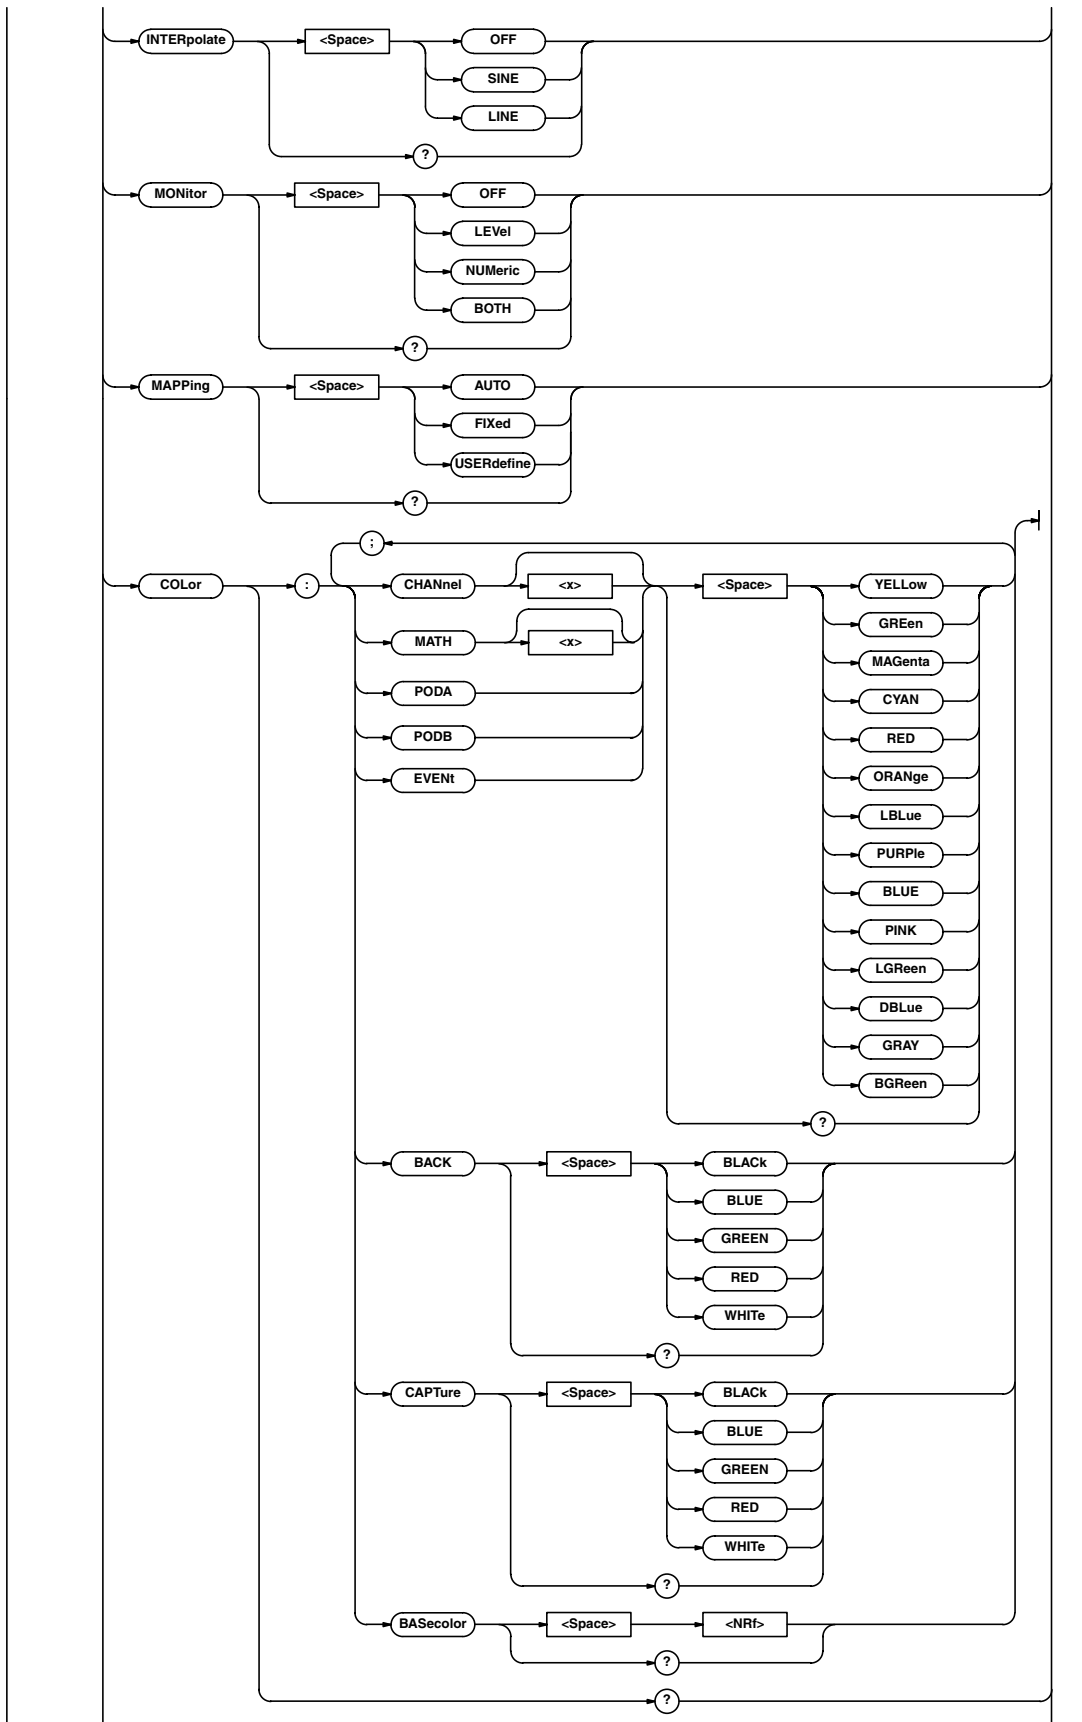 INTERpolate <Space> OFF
SINE
LINE
?
MONitor <Space> OFF
LEVel
NUMeric
BOTH
?
MAPPing <Space> AUTO
FIXed
USERdefine
?
;
COLor : CHANnel <x> <Space> YELLow
GREen
MATH <x>
MAGenta
PODA
CYAN
PODB
RED
EVENt
ORANge
LBLue
PURPle
BLUE
PINK
LGReen
DBLue
GRAY
BGReen
?
BACK <Space> BLACk
BLUE
GREEN
RED
WHITe
?
CAPTure <Space> BLACk
BLUE
GREEN
RED
WHITe
?
BASecolor <Space> <NRf>
?
?